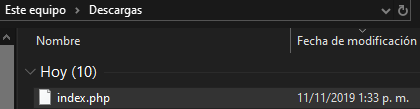 Este equipo > Descargas
Nombre Fecha de modificación
Hoy (10)
index.php 11/11/2019 1:33 p. m.